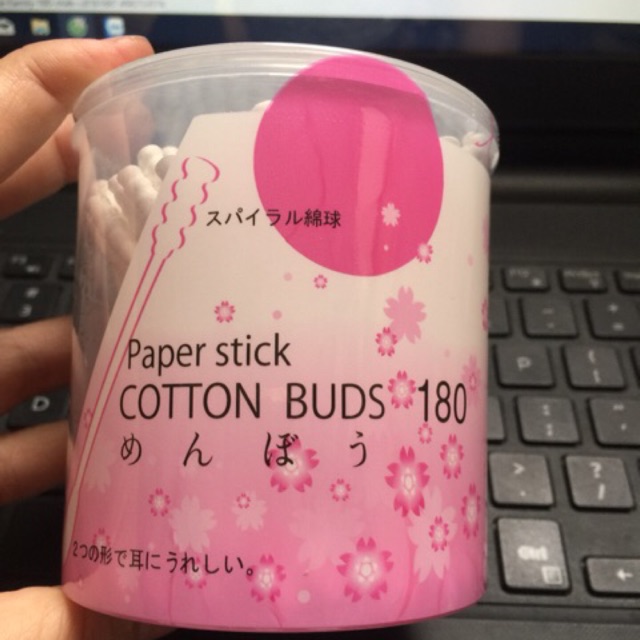 スパイラル綿球
Paper stick
COTTON BUDS 180
めんぼう
2つの形で耳にうれしい。
Ctrl